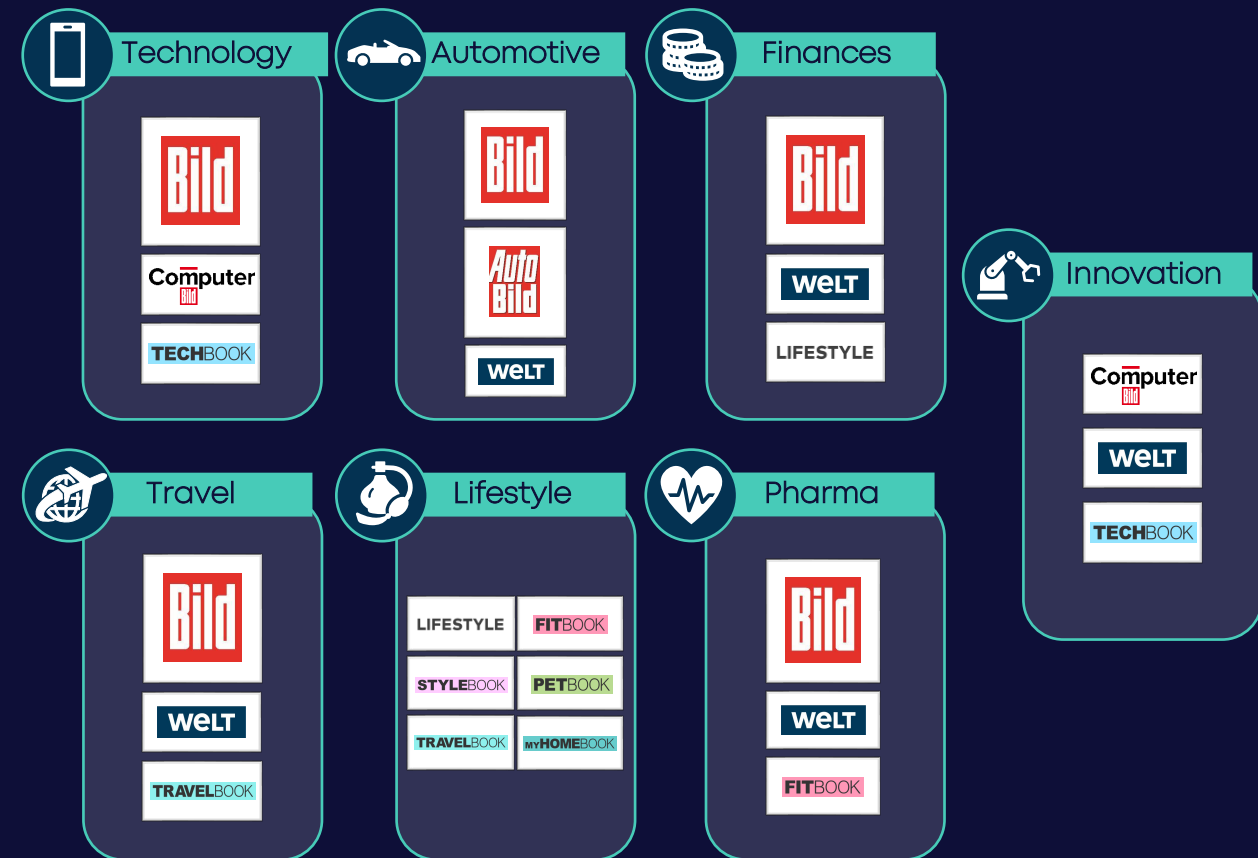 Technology
Bild
Computer
Bild
TECHBOOK
Automotive
Bild
Auto
Bild
WELT
Finances
Bild
WELT
LIFESTYLE
Innovation
Computer
Bild
WELT
TECHBOOK
Travel
Bild
WELT
TRAVELBOOK
Lifestyle
LIFESTYLE FITBOOK
STYLEBOOK PETBOOK
TRAVELBOOK MYHOMEBOOK
Pharma
Bild
WELT
FITBOOK